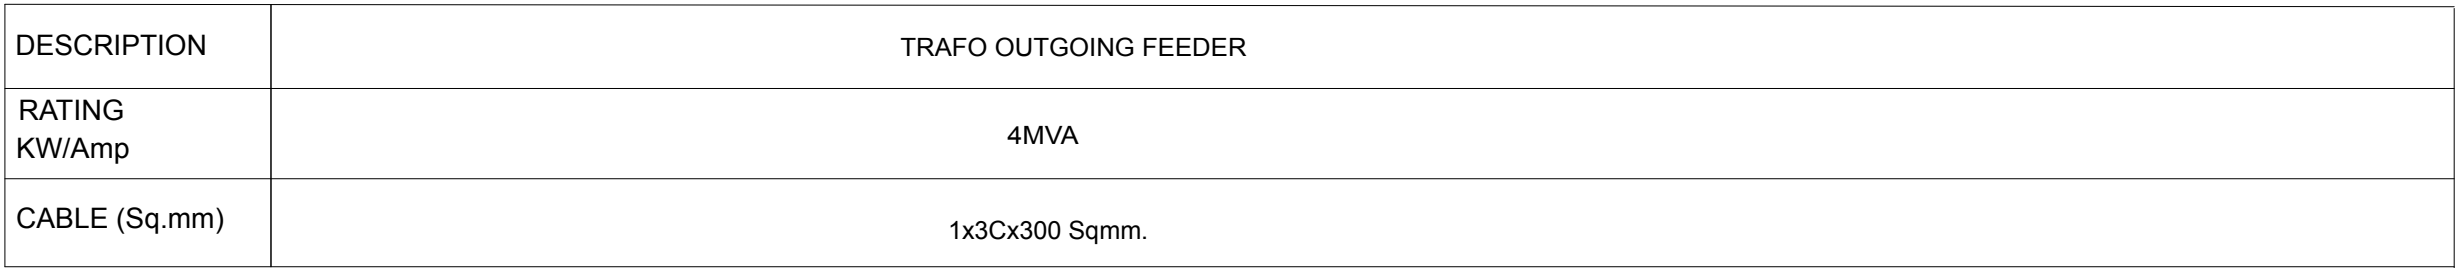 DESCRIPTION
TRAFO OUTGOING FEEDER
RATING
KW/Amp
4MVA
CABLE (Sq.mm)
1x3Cx300 Sqmm.